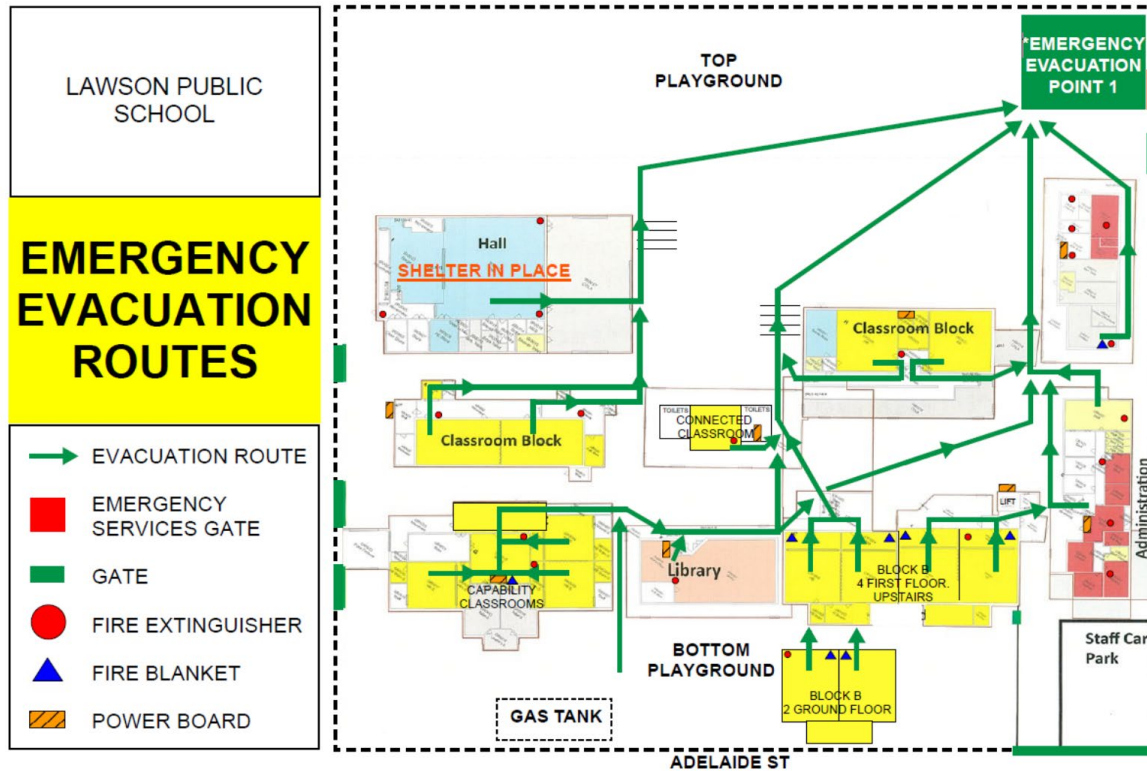 LAWSON PUBLIC
SCHOOL
EMERGENCY
EVACUATION
ROUTES
EVACUATION ROUTE
EMERGENCY
SERVICES GATE
GATE
FIRE EXTINGUISHER
FIRE BLANKET
POWER BOARD
TOP
PLAYGROUND
*EMERGENCY
EVACUATION
POINT 1
Hall
SHELTER IN PLACE
Classroom Block
Classroom Block
TOILETS
TOILETS
CONNECTED
CLASSROOM
LIFT
Administration
Library
CAPABILITY
CLASSROOMS
BLOCK B
4 FIRST FLOOR.
UPSTAIRS
BOTTOM
PLAYGROUND
Staff Car
Park
BLOCK B
2 GROUND FLOOR
GAS TANK
ADELAIDE ST